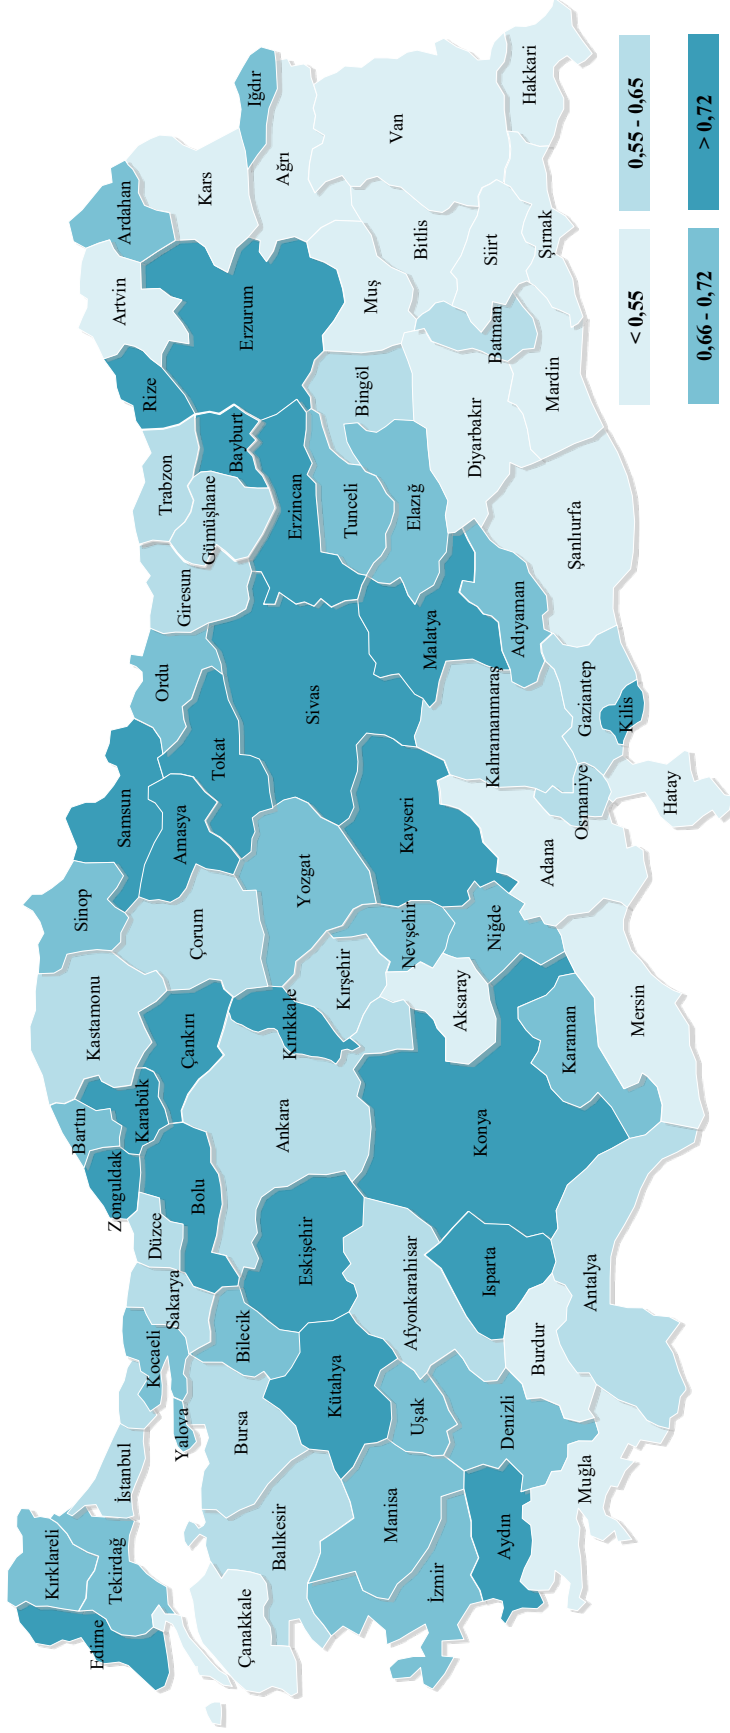 Edirne
Kırklareli
Tekirdağ
İstanbul
Çanakkale
Balıkesir
Bursa
Yalova
Kocaeli
Sakarya
Düzce
Bilecik
Bolu
Zonguldak
Bartın
Karabük
Kastamonu
Çankırı
Sinop
Çorum
Samsun
Amasya
Tokat
Ordu
Giresun
Gümüşhane
Trabzon
Bayburt
Rize
Artvin
Ardahan
Kars
Iğdır
Ağrı
Erzurum
Erzincan
Sivas
Yozgat
Kırıkkale
Ankara
Eskişehir
Kütahya
Manisa
İzmir
Uşak
Afyonkarahisar
Kırşehir
Nevşehir
Kayseri
Malatya
Tunceli
Elazığ
Bingöl
Muş
Bitlis
Van
Aydın
Denizli
Isparta
Konya
Aksaray
Niğde
Kahramanmaraş
Adıyaman
Diyarbakır
Batman
Siirt
Şırnak
Hakkari
Muğla
Burdur
Antalya
Karaman
Mersin
Adana
Osmaniye
Gaziantep
Kilis
Hatay
Şanlıurfa
Mardin
< 0,55
0,55 - 0,65
0,66 - 0,72
> 0,72